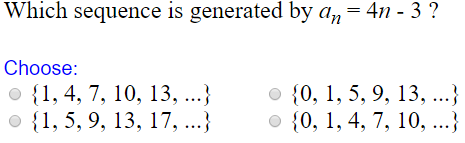 Which sequence is generated by aₙ = 4n - 3 ?
Choose:
{1, 4, 7, 10, 13, ...} {0, 1, 5, 9, 13, ...}
{1, 5, 9, 13, 17, ...} {0, 1, 4, 7, 10, ...}